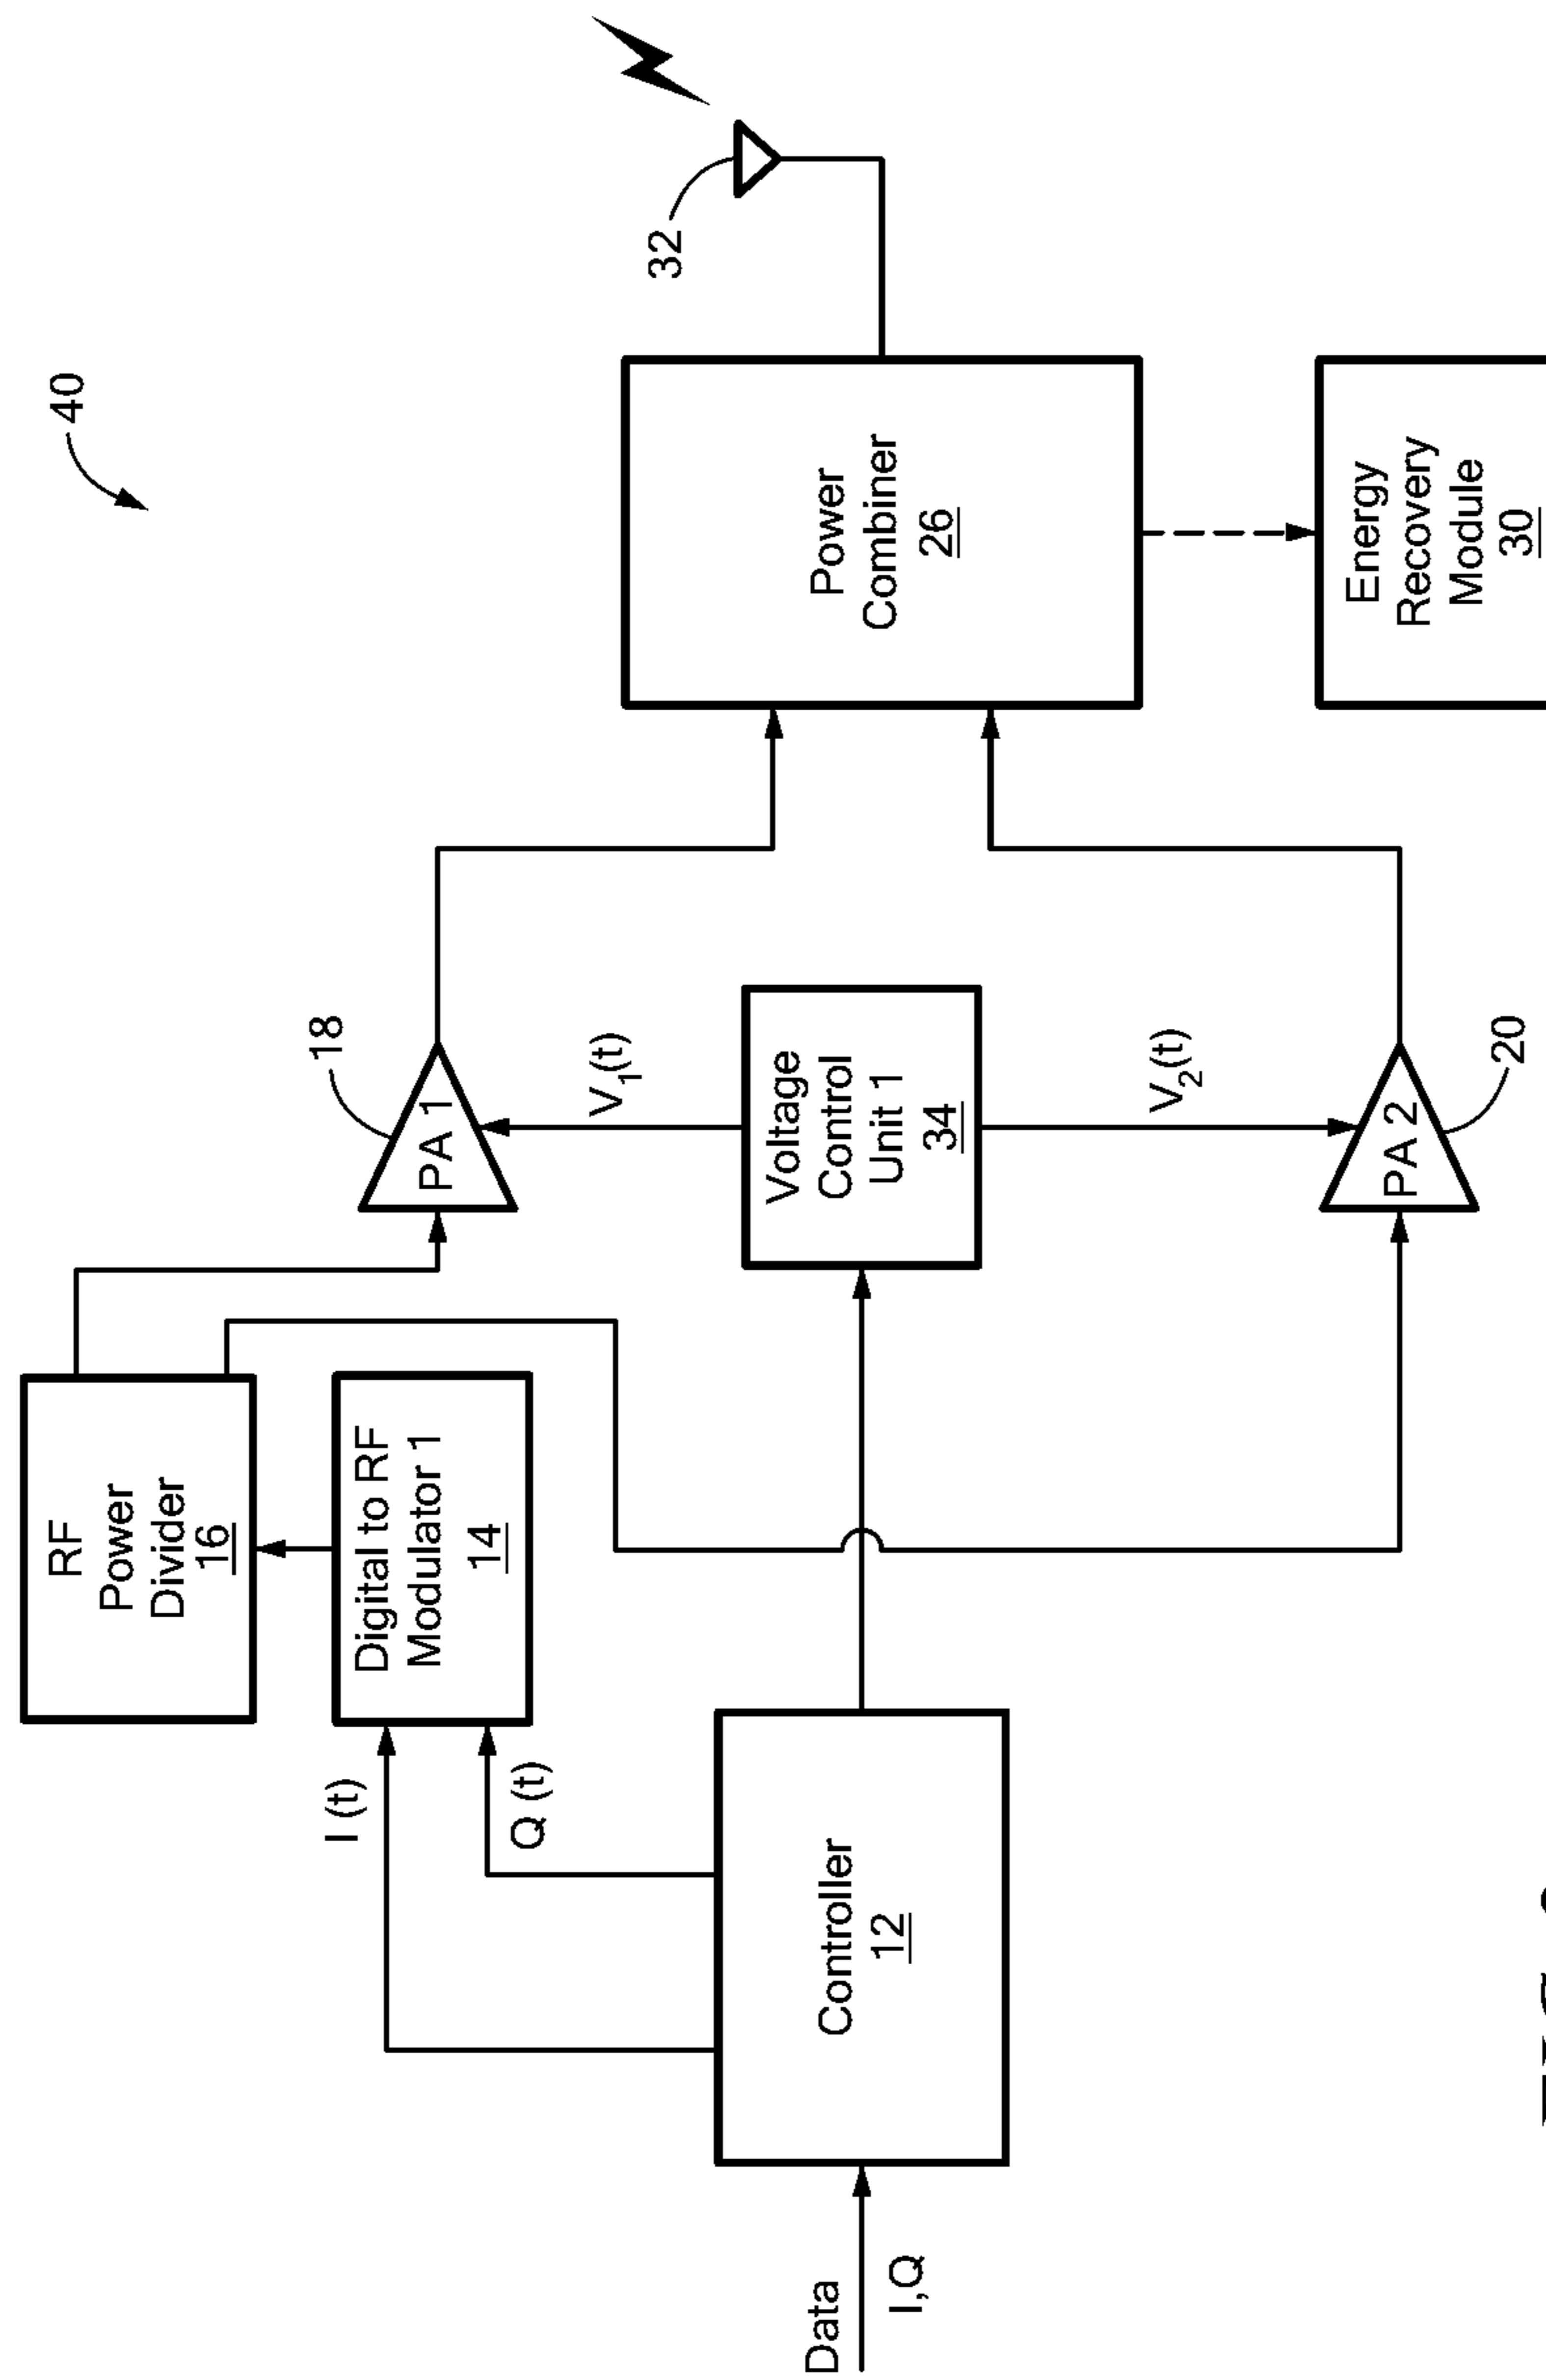 40
RF
Power
Divider
16
Digital to RF
Modulator 1
14
I (t)
Q (t)
Controller
12
Data
I,Q
18
PA 1
V1(t)
Voltage
Control
Unit 1
34
V2(t)
PA 2
20
Power
Combiner
26
32
Energy
Recovery
Module
30